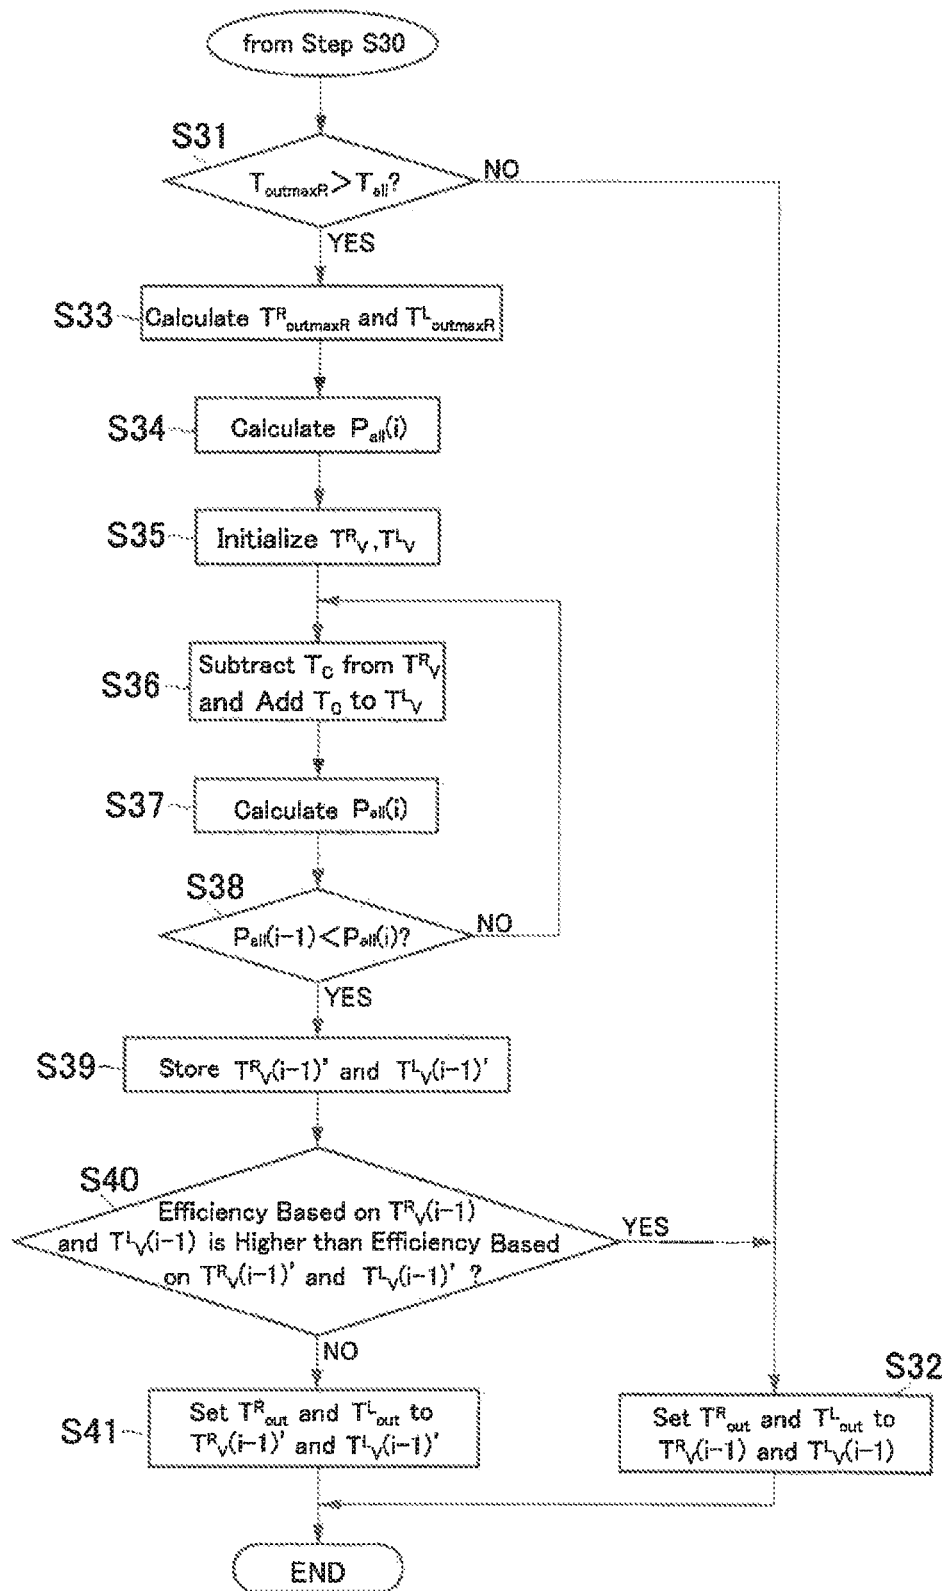 from Step S30
S31
T_outmaxR > T_all?
NO
YES
S33
Calculate T^R_outmaxR and T^L_outmaxR
S34
Calculate P_all(i)
S35
Initialize T^R_V, T^L_V
S36
Subtract T_C from T^R_V
and Add T_C to T^L_V
S37
Calculate P_all(i)
S38
P_all(i-1)<P_all(i)?
NO
YES
S39
Store T^R_V(i-1)' and T^L_V(i-1)'
S40
Efficiency Based on T^R_V(i-1)
and T^L_V(i-1) is Higher than Efficiency Based
on T^R_V(i-1)' and T^L_V(i-1)' ?
YES
NO
S41
Set T^R_out and T^L_out to
T^R_V(i-1)' and T^L_V(i-1)'
S32
Set T^R_out and T^L_out to
T^R_V(i-1) and T^L_V(i-1)
END